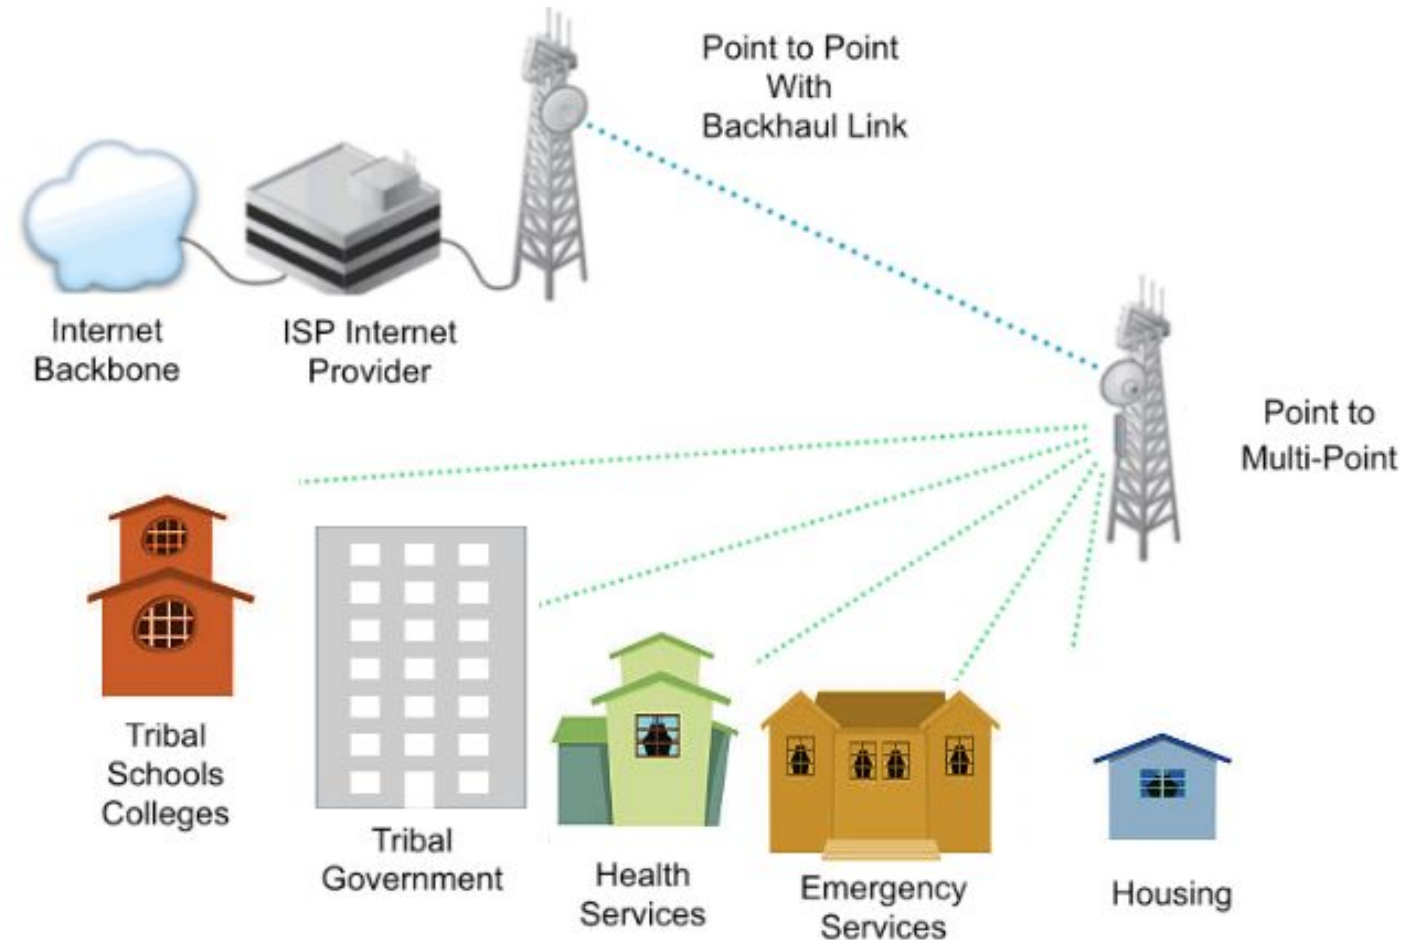 Point to Point
With
Backhaul Link
Internet
Backbone
ISP Internet
Provider
Point to
Multi-Point
Tribal
Schools
Colleges
Tribal
Government
Health
Services
Emergency
Services
Housing